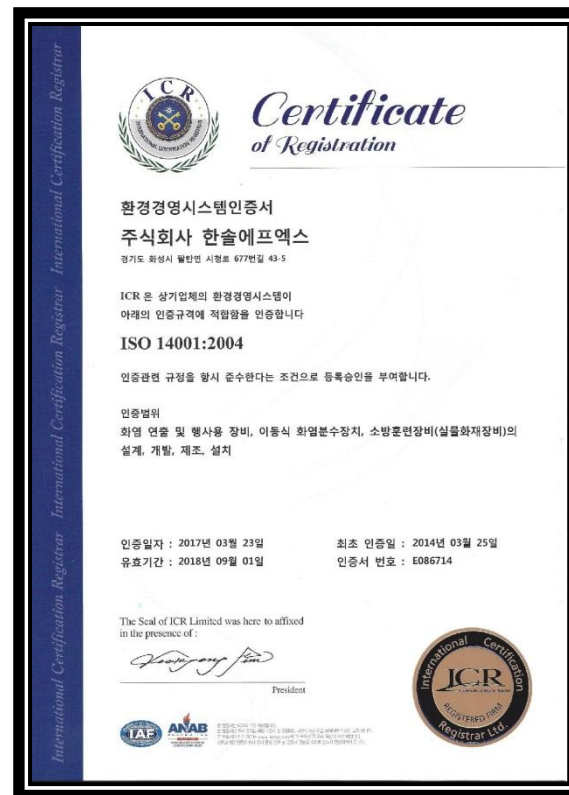 International Certification Registrar International Certification Registrar International Certification Registrar
ICR
INTERNATIONAL CERTIFICATION REGISTRAR
Certificate
of Registration
환경경영시스템인증서
주식회사 한솔에프엑스
경기도 화성시 팔탄면 시청로 677번길 43-5
ICR 은 상기업체의 환경경영시스템이
아래의 인증규격에 적합함을 인증합니다
ISO 14001:2004
인증관련 규정을 항시 준수한다는 조건으로 등록승인을 부여합니다.
인증범위
화염 연출 및 행사용 장비, 이동식 화염분수장치, 소방훈련장비(실물화재장비)의
설계, 개발, 제조, 설치
인증일자 : 2017년 03월 23일
최초 인증일 : 2014년 03월 25일
유효기간 : 2018년 09월 01일
인증서 번호 : E086714
The Seal of ICR Limited was here to affixed
in the presence of :
President
IAF
ANAB
International Certification
ICR
REGISTERED FIRM
Registrar Ltd.